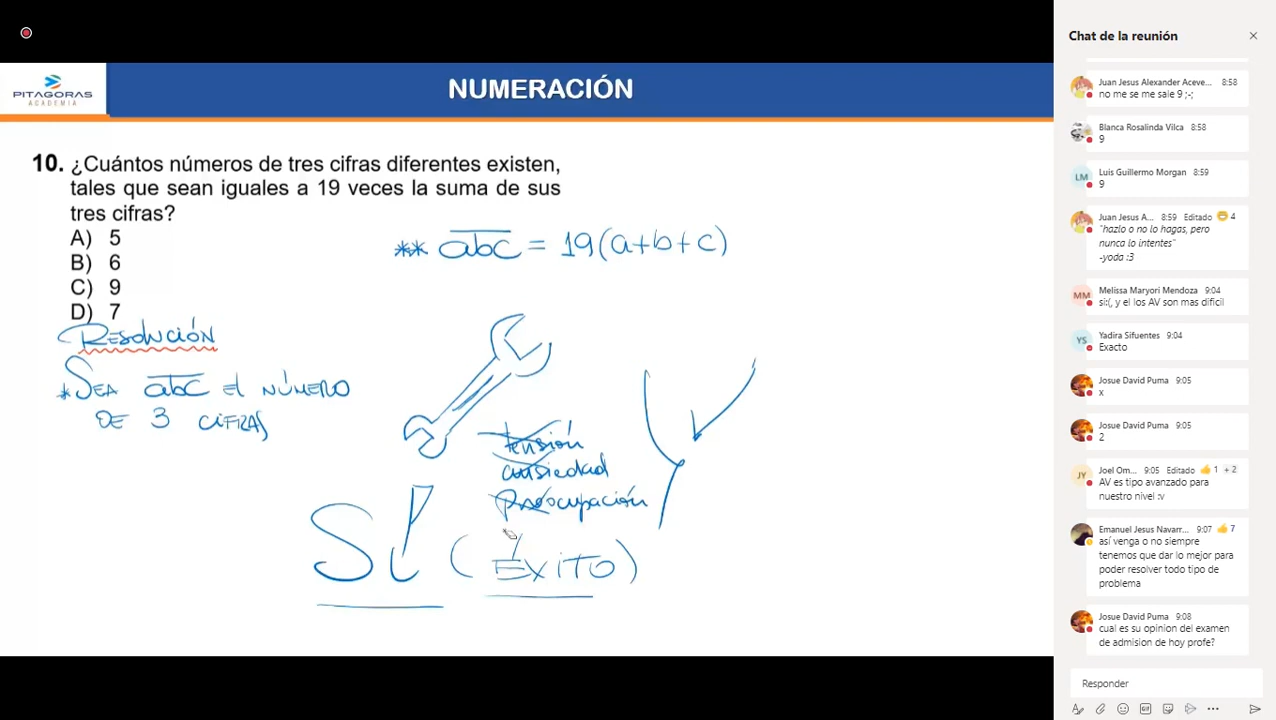 Chat de la reunión
PITAGORAS
ACADEMIA
NUMERACIÓN
10. ¿Cuántos números de tres cifras diferentes existen,
tales que sean iguales a 19 veces la suma de sus
tres cifras?
A) 5
B) 6
C) 9
D) 7
** abc = 19(a+b+c)
RESOLUCIÓN
* SEA abc EL NÚMERO
DE 3 CIFRAS
tensión
ansiedad
preocupación
SÍ (ÉXITO)
Juan Jesus Alexander Aceve... 8:58
no me se me sale 9 ;-;
Blanca Rosalinda Vilca 8:58
9
LM Luis Guillermo Morgan 8:59
9
Juan Jesus A... 8:59 Editado 😁 4
"hazlo o no lo hagas, pero
nunca lo intentes"
-yoda :3
MM Melissa Maryori Mendoza 9:04
si:(, y el los AV son mas dificil
YS Yadira Sifuentes 9:04
Exacto
Josue David Puma 9:05
x
Josue David Puma 9:05
2
JY Joel Om... 9:05 Editado 👍 1 + 2
AV es tipo avanzado para
nuestro nivel :v
Emanuel Jesus Navarr... 9:07 👍 7
así venga o no siempre
tenemos que dar lo mejor para
poder resolver todo tipo de
problema
Josue David Puma 9:08
cual es su opinion del examen
de admision de hoy profe?
Responder
GIF